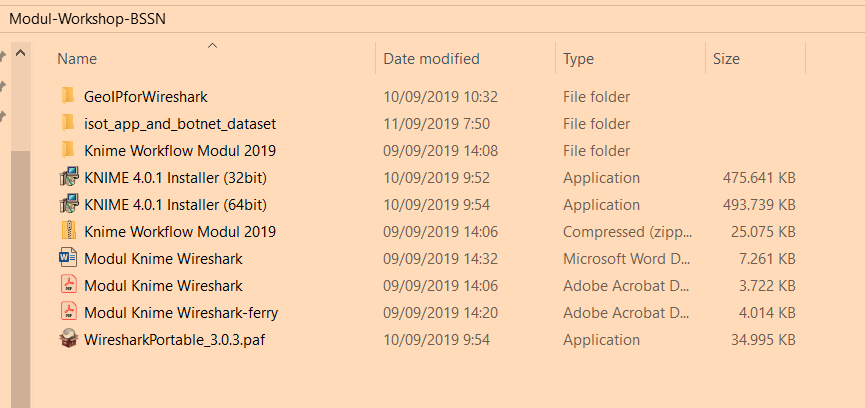 Modul-Workshop-BSSN
Name Date modified Type Size
GeoIPforWireshark 10/09/2019 10:32 File folder
isot_app_and_botnet_dataset 11/09/2019 7:50 File folder
Knime Workflow Modul 2019 09/09/2019 14:08 File folder
KNIME 4.0.1 Installer (32bit) 10/09/2019 9:52 Application 475.641 KB
KNIME 4.0.1 Installer (64bit) 10/09/2019 9:54 Application 493.739 KB
Knime Workflow Modul 2019 09/09/2019 14:06 Compressed (zipp... 25.075 KB
Modul Knime Wireshark 09/09/2019 14:32 Microsoft Word D... 7.261 KB
Modul Knime Wireshark 09/09/2019 14:06 Adobe Acrobat D... 3.722 KB
Modul Knime Wireshark-ferry 09/09/2019 14:20 Adobe Acrobat D... 4.014 KB
WiresharkPortable_3.0.3.paf 10/09/2019 9:54 Application 34.995 KB